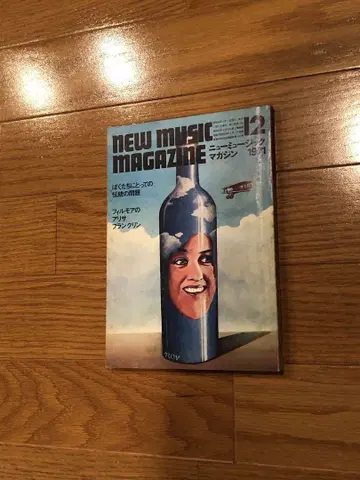 NEW MUSIC MAGAZINE
12
1971
ニューミュージック
マガジン
ぼくたちにとっての
伝統の問題
フィルモアの
アリサ
フランクリン